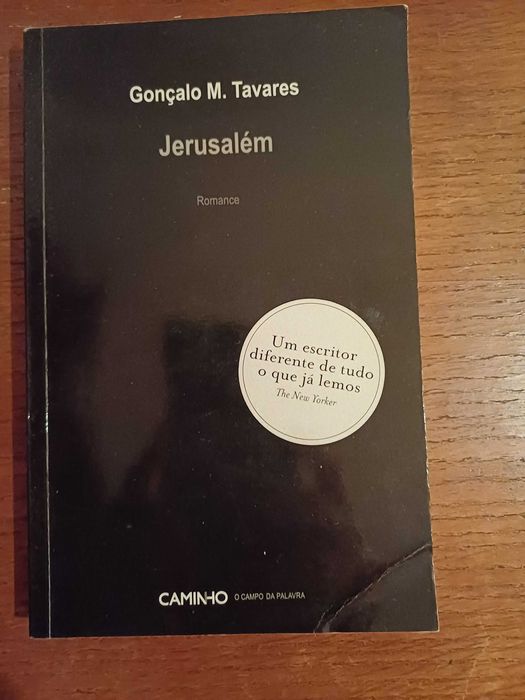 Gonçalo M. Tavares
Jerusalém
Romance
Um escritor
diferente de tudo
o que já lemos
The New Yorker
CAMINHO O CAMPO DA PALAVRA